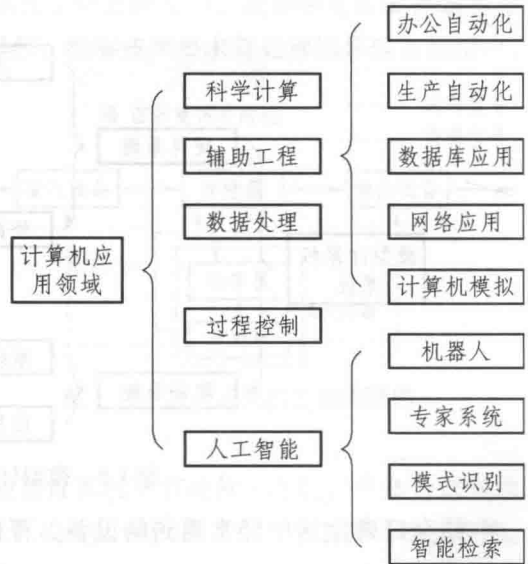 计算机应
用领域
科学计算
辅助工程
数据处理
过程控制
人工智能
办公自动化
生产自动化
数据库应用
网络应用
计算机模拟
机器人
专家系统
模式识别
智能检索